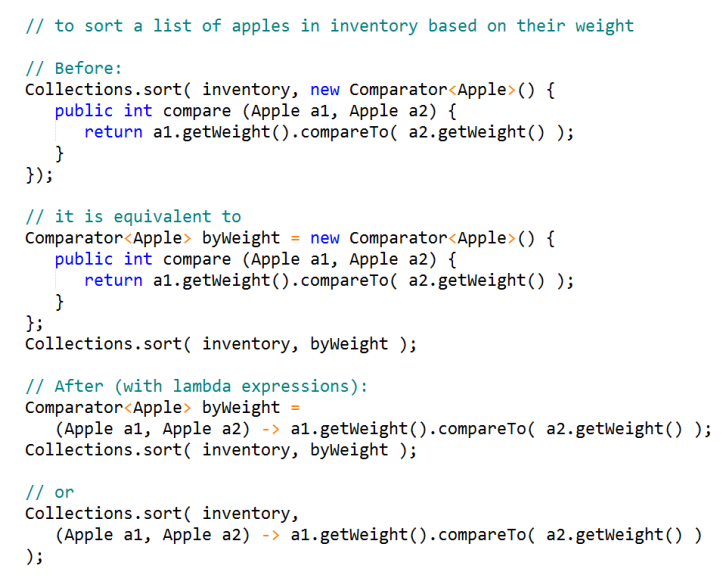 // to sort a list of apples in inventory based on their weight
// Before:
Collections.sort( inventory, new Comparator<Apple>() {
public int compare (Apple a1, Apple a2) {
return a1.getWeight().compareTo( a2.getWeight() );
}
});
// it is equivalent to
Comparator<Apple> byWeight = new Comparator<Apple>() {
public int compare (Apple a1, Apple a2) {
return a1.getWeight().compareTo( a2.getWeight() );
}
};
Collections.sort( inventory, byWeight );
// After (with lambda expressions):
Comparator<Apple> byWeight =
(Apple a1, Apple a2) -> a1.getWeight().compareTo( a2.getWeight() );
Collections.sort( inventory, byWeight );
// or
Collections.sort( inventory,
(Apple a1, Apple a2) -> a1.getWeight().compareTo( a2.getWeight() )
);